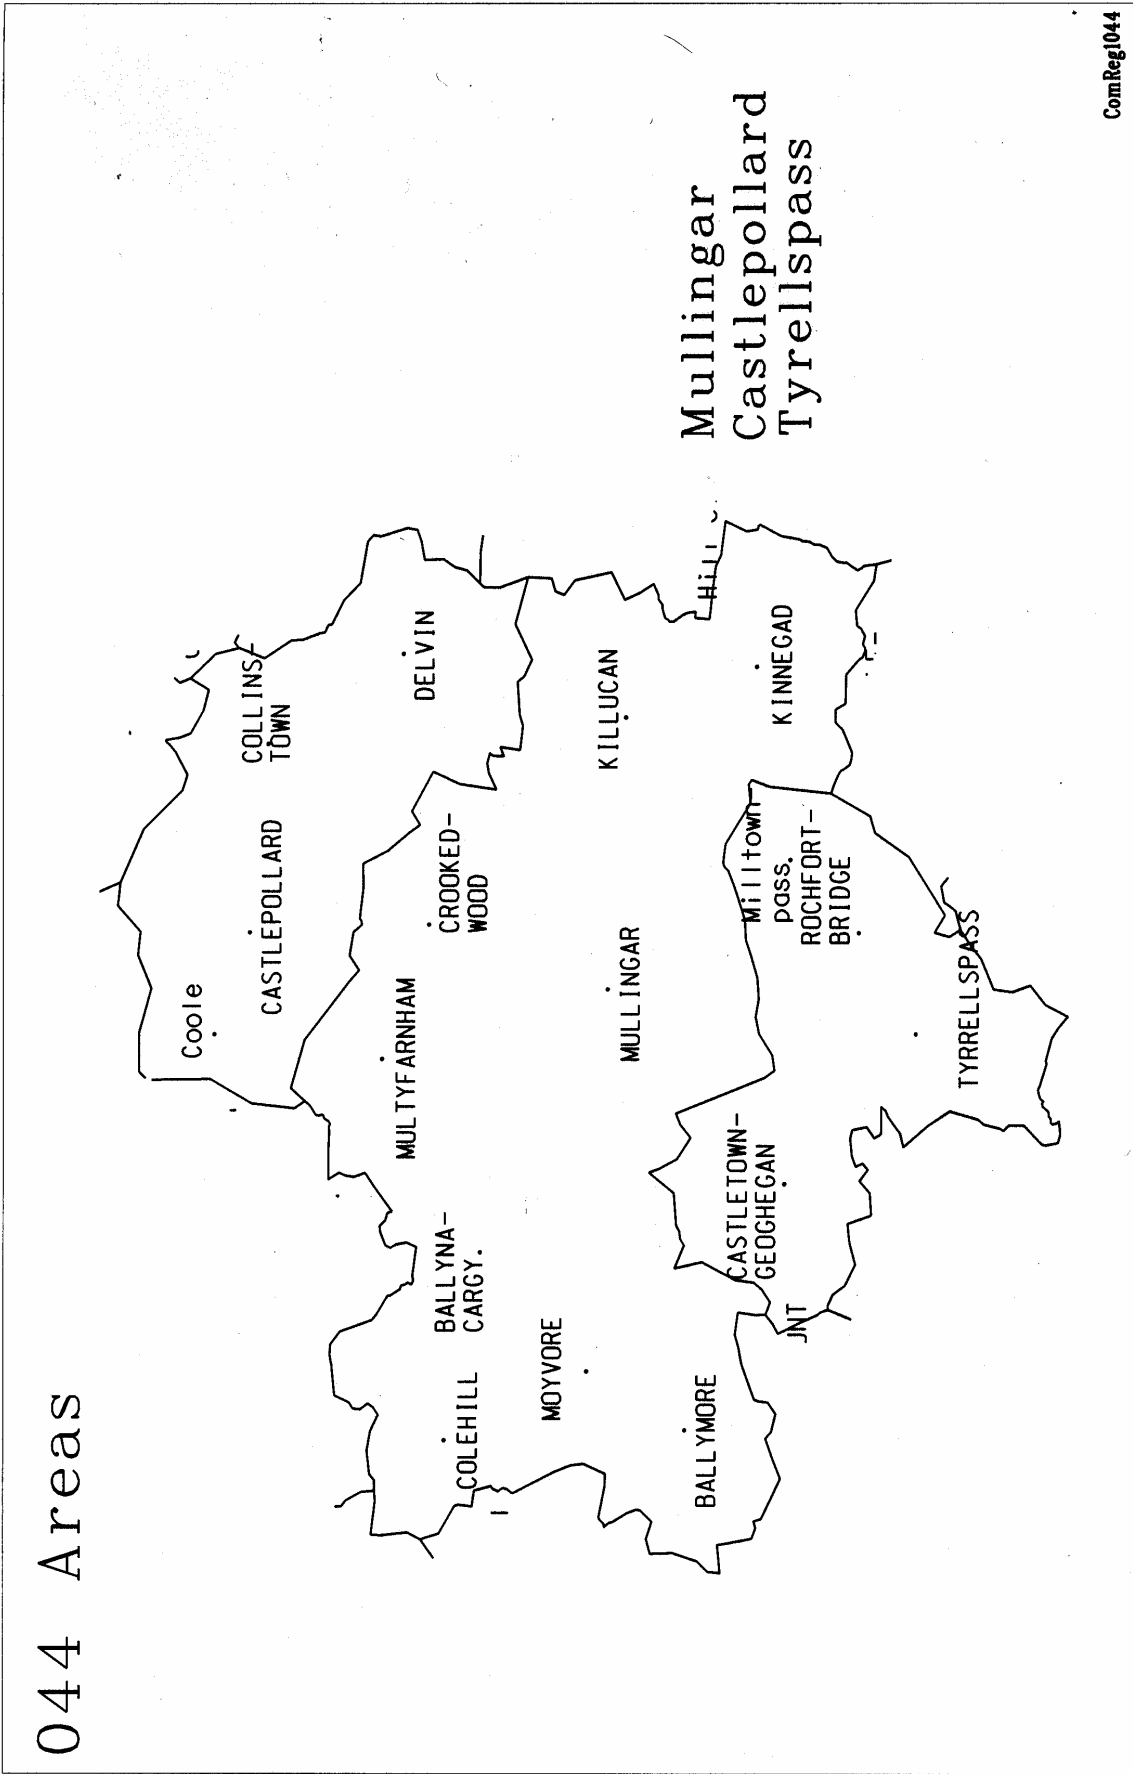 044 Areas
Coole
CASTLEPOLLARD
COLLINS-
TOWN
MULTYFARNHAM
DELVIN
CROOKED-
WOOD
BALLYNA-
CARGY.
COLEHILL
MOYVORE
MULLINGAR
KILLUCAN
BALLYMORE
CASTLETOWN-
GEOGHEGAN
JNT
Hill
KINNEGAD
Milltown
pass.
ROCHFORT-
BRIDGE
TYRRELLSPASS
Mullingar
Castlepollard
Tyrellspass
ComReg1044